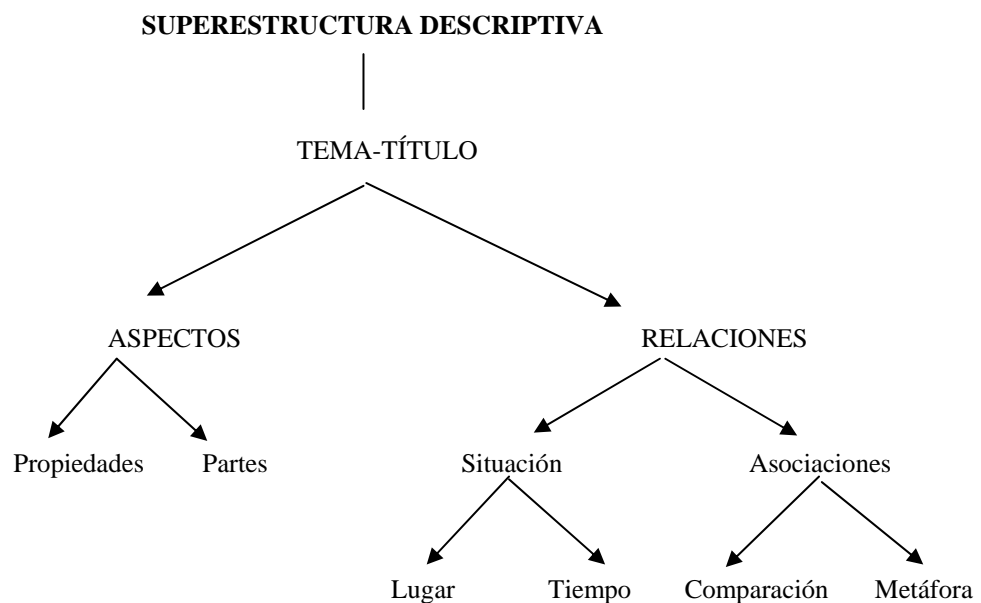 SUPERESTRUCTURA DESCRIPTIVA
TEMA-TÍTULO
ASPECTOS RELACIONES
Propiedades Partes Situación Asociaciones
Lugar Tiempo Comparación Metáfora